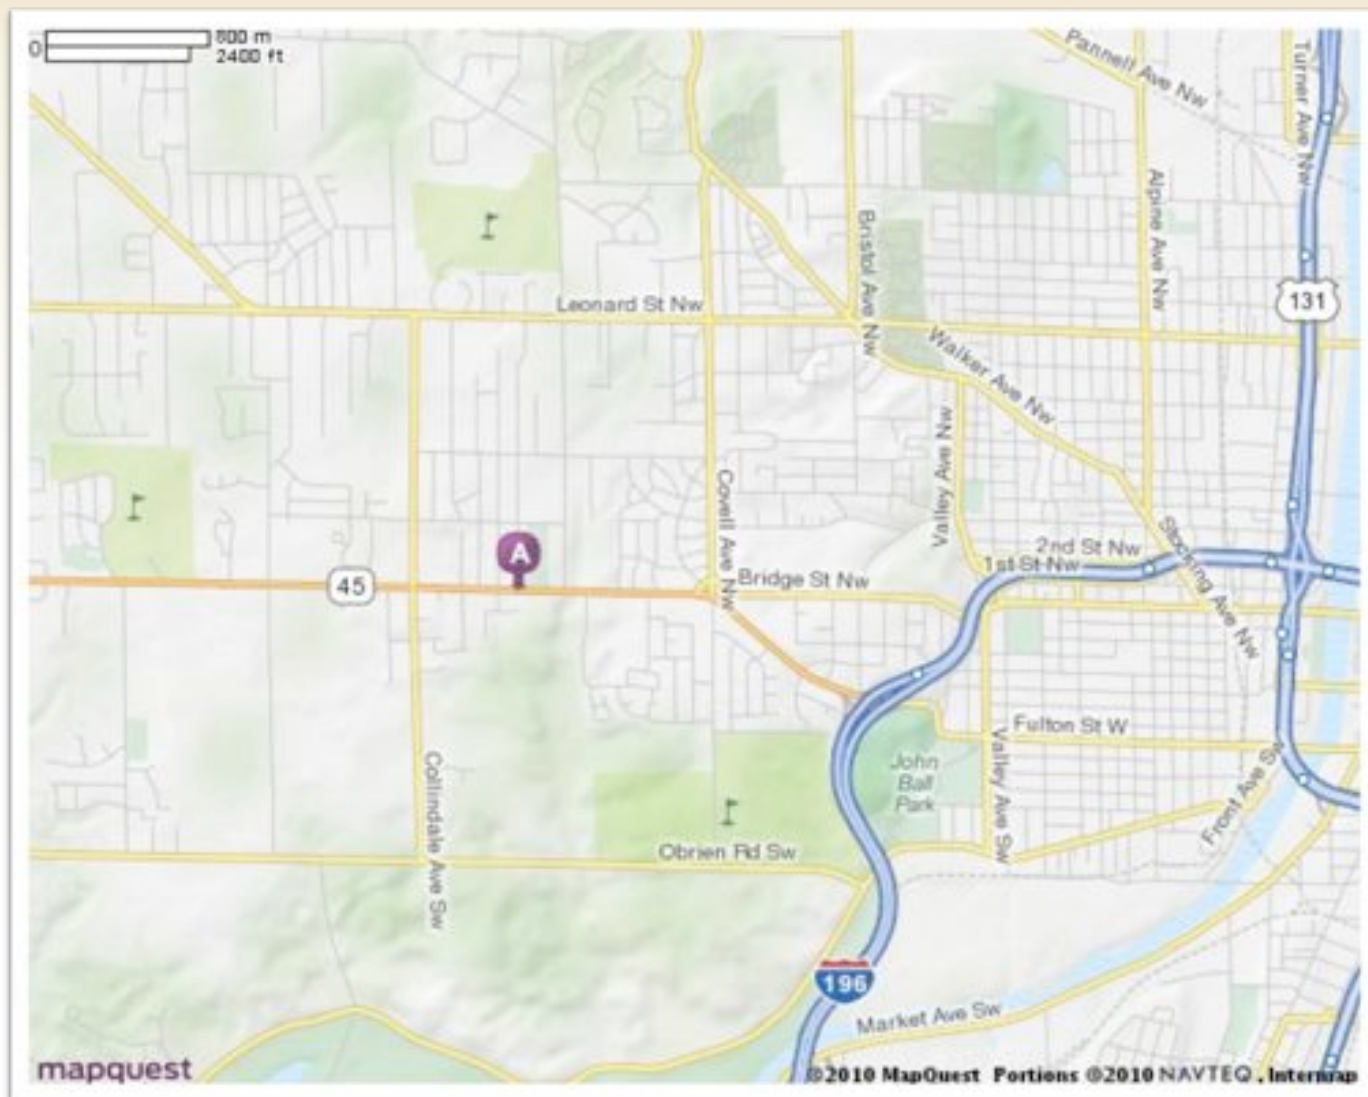 0
800 m
2400 ft
Pannell Ave Nw
Turner Ave Nw
Alpine Ave Nw
Bristol Ave Nw
131
Leonard St Nw
Walker Ave Nw
Valley Ave Nw
Covell Ave Nw
Stocking Ave Nw
2nd St Nw
1st St Nw
A
45
Bridge St Nw
Fulton St W
John
Ball
Park
Valley Ave Sw
Front Ave Sw
Collindale Ave Sw
Obrien Rd Sw
196
Market Ave Sw
mapquest
©2010 MapQuest Portions ©2010 NAVTEQ, Intermap